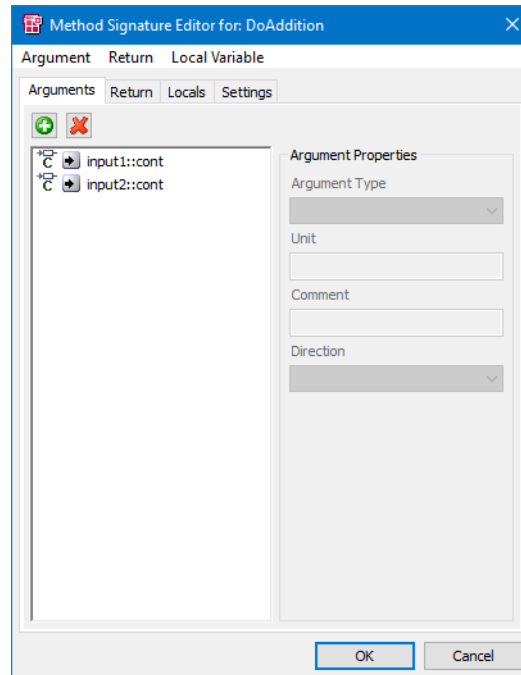 Method Signature Editor for: DoAddition
Argument Return Local Variable
Arguments Return Locals Settings
C input1::cont
C input2::cont
Argument Properties
Argument Type
Unit
Comment
Direction
OK Cancel